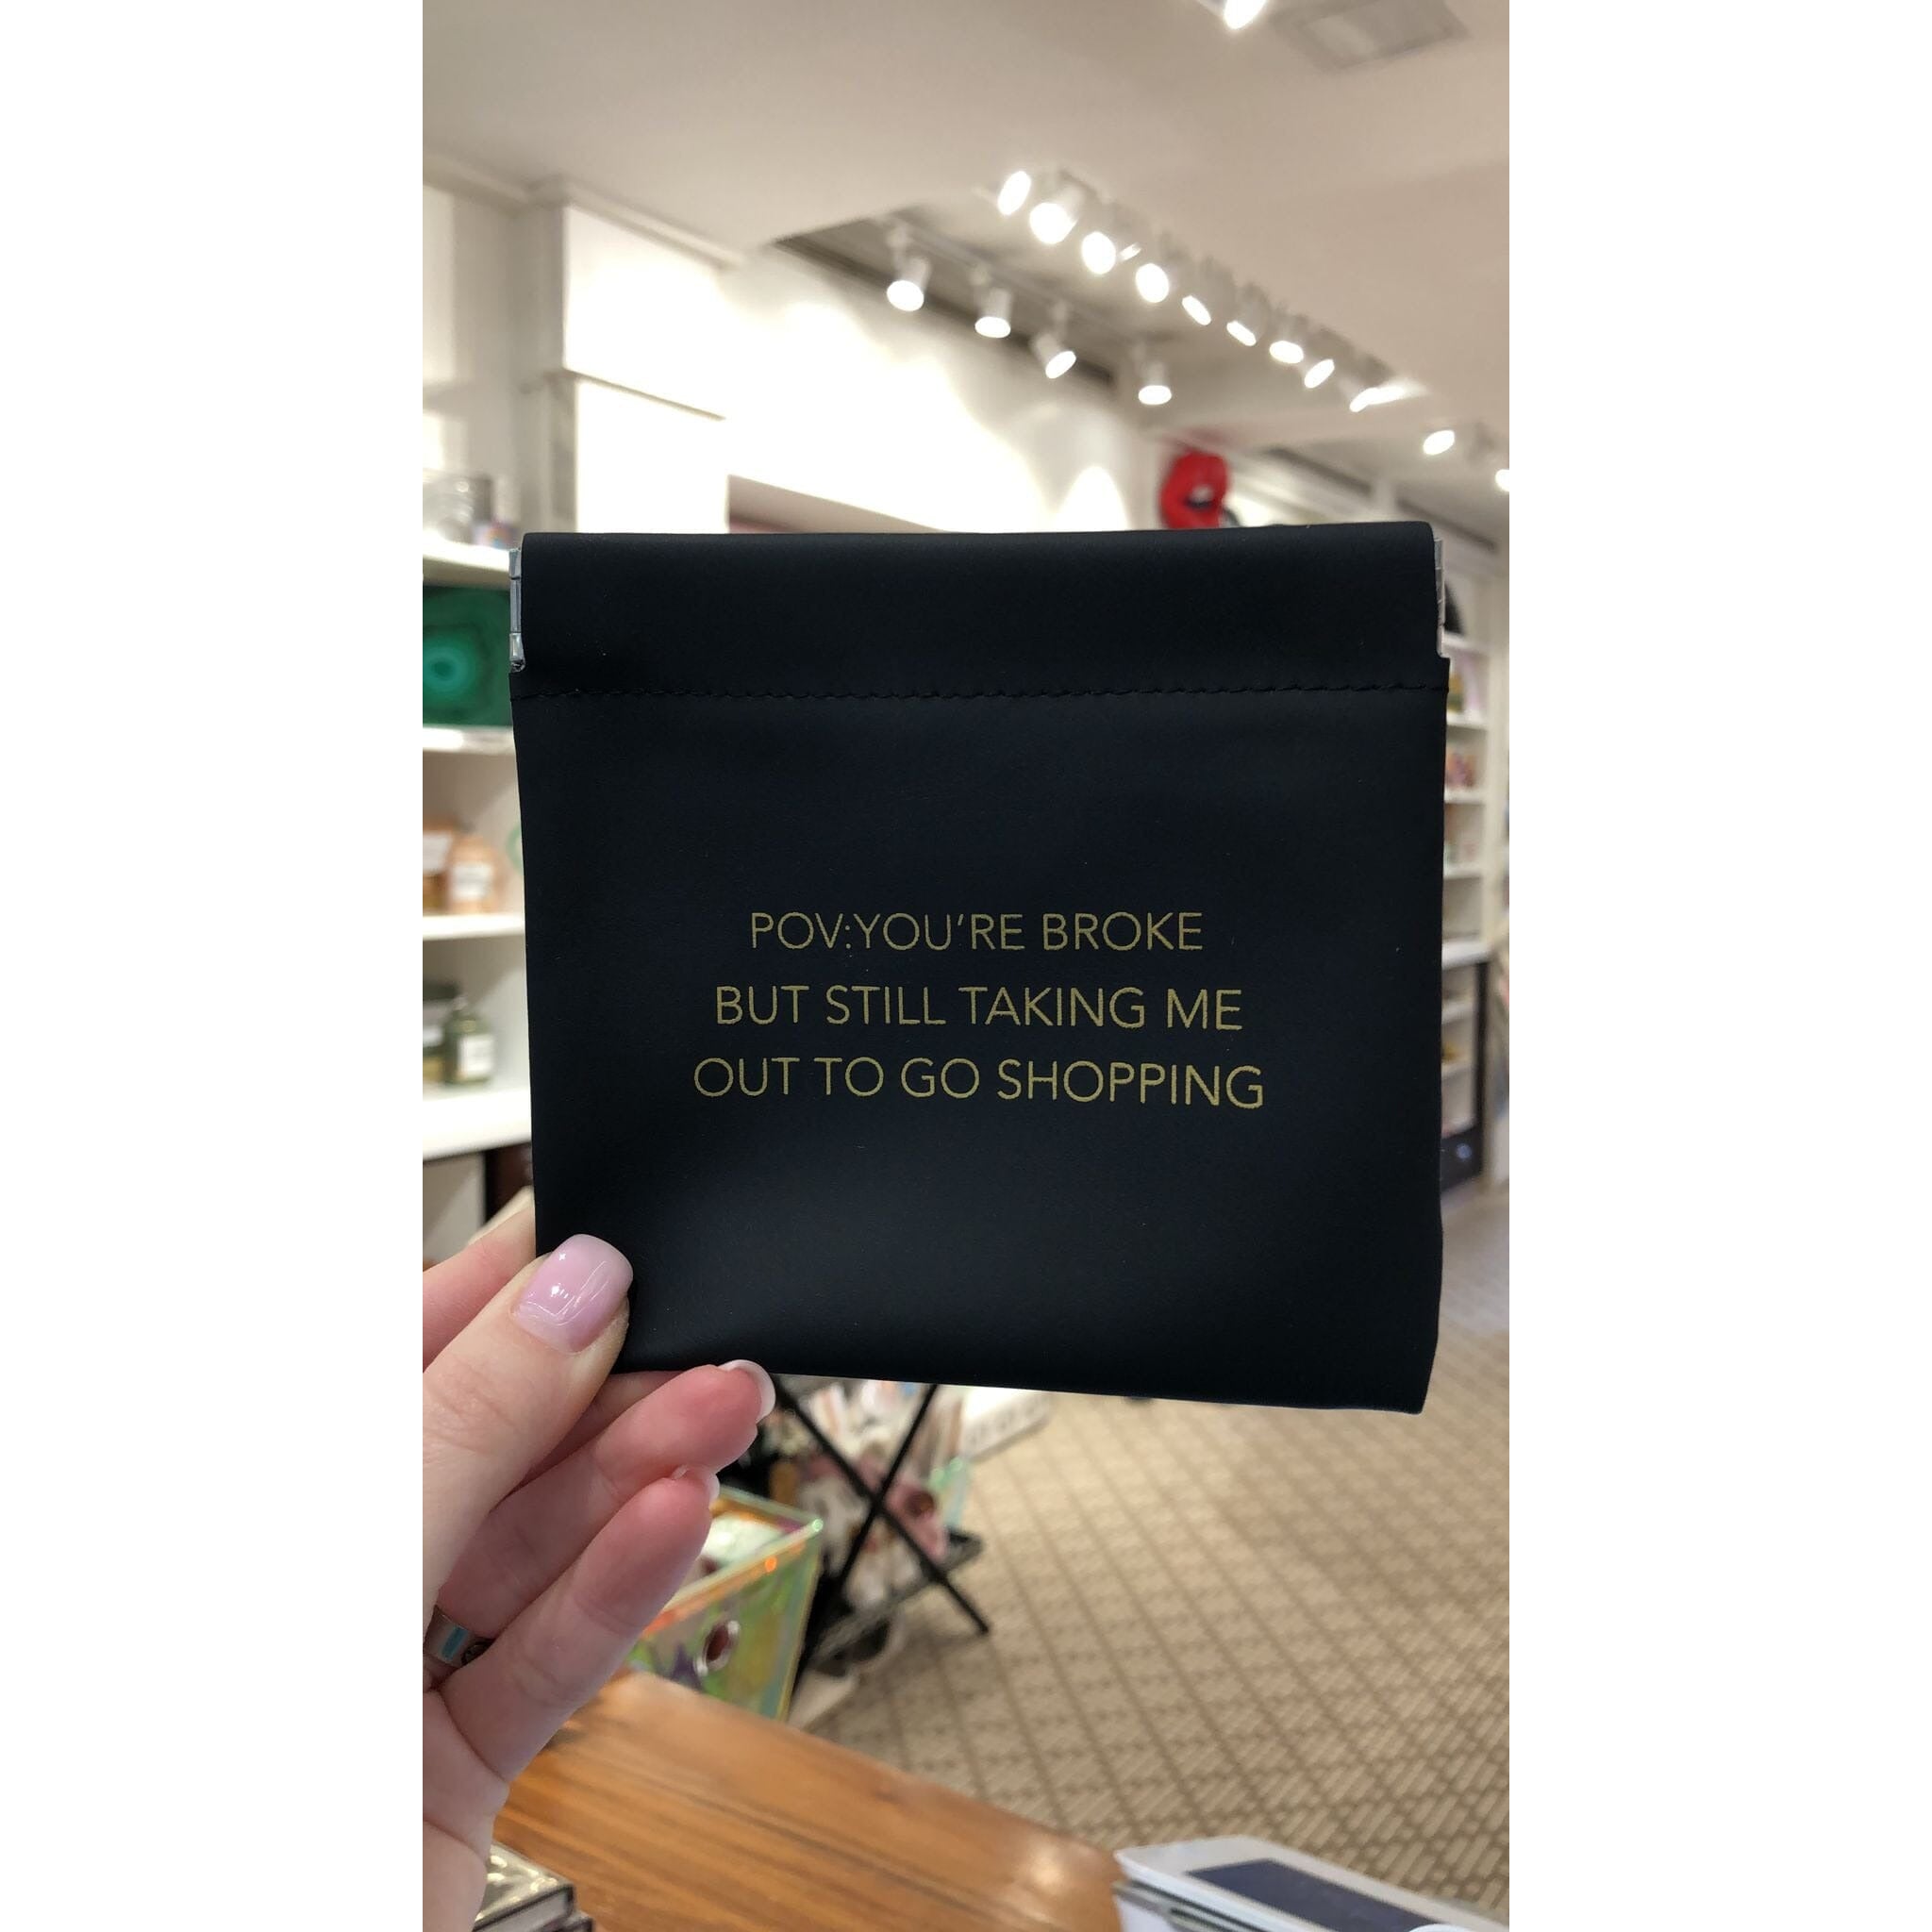 POV:YOU'RE BROKE
BUT STILL TAKING ME
OUT TO GO SHOPPING